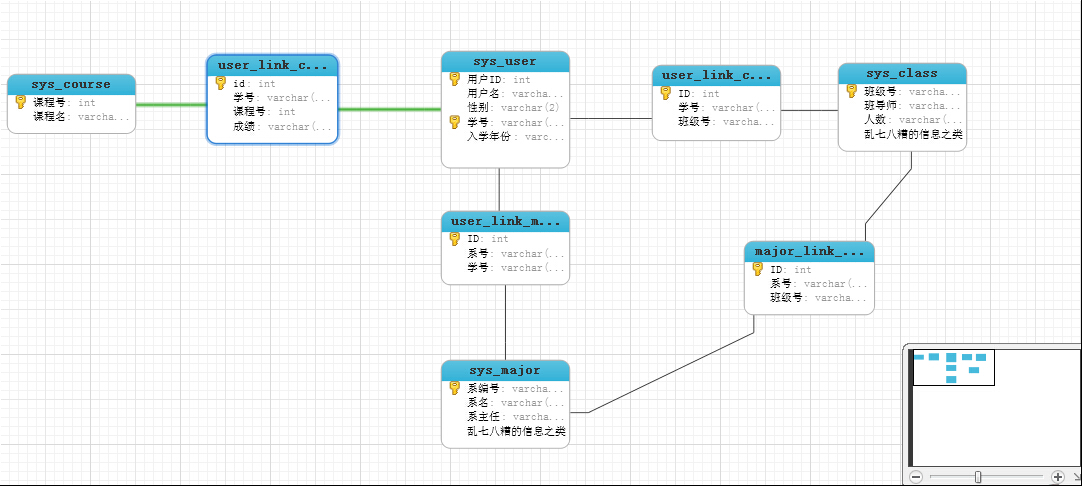 sys_course
课程号: int
课程名: varcha...
user_link_c...
id: int
学号: varchar(...
课程号: int
成绩: varchar(...
sys_user
用户ID: int
用户名: varcha...
性别: varchar(2)
学号: varchar(...
入学年份: varc...
user_link_c...
ID: int
学号: varchar(...
班级号: varcha...
sys_class
班级号: varcha...
班导师: varcha...
人数: varchar(...
乱七八糟的信息之类
user_link_m...
ID: int
系号: varchar(...
学号: varchar(...
major_link_...
ID: int
系号: varchar(...
班级号: varcha...
sys_major
系编号: varcha...
系名: varchar(...
系主任: varcha...
乱七八糟的信息之类